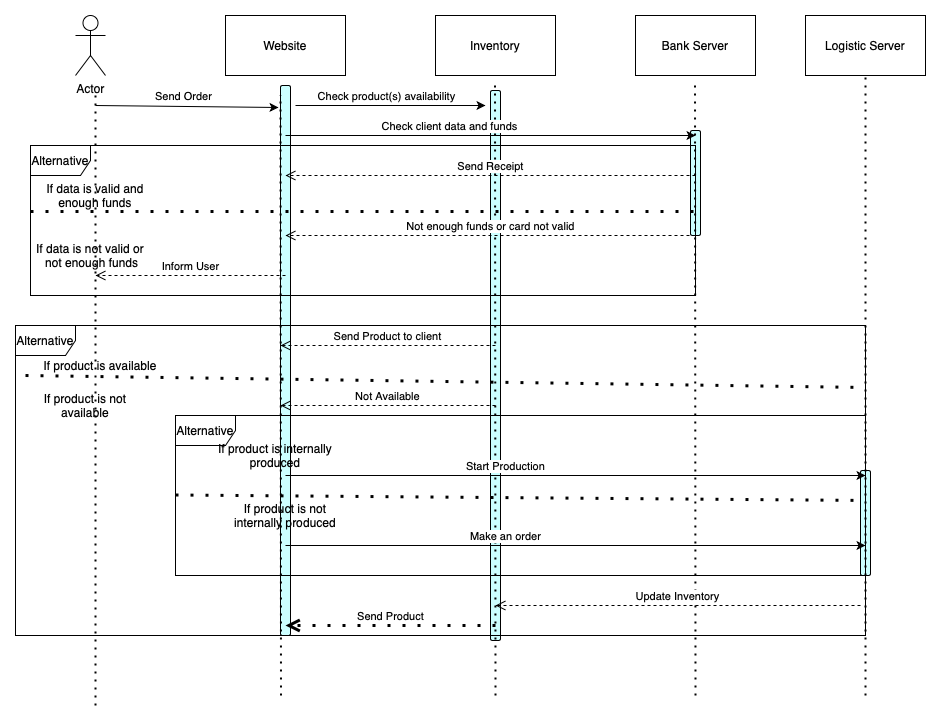 Website
Inventory
Bank Server
Logistic Server
Actor
Send Order
Check product(s) availability
Check client data and funds
Alternative
Send Receipt
If data is valid and
enough funds
Not enough funds or card not valid
If data is not valid or
not enough funds
Inform User
Alternative
Send Product to client
If product is available
Not Available
If product is not
available
Alternative
If product is internally
produced
Start Production
If product is not
internally produced
Make an order
Update Inventory
Send Product